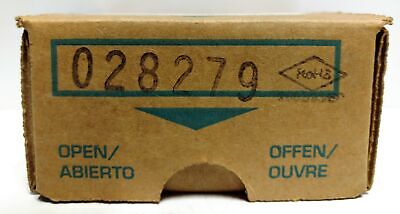 028279
RoHS
OPEN/
ABIERTO
OFFEN/
OUVRE